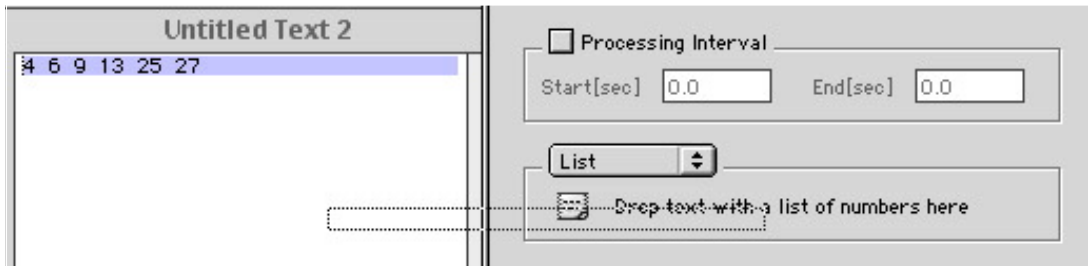 Untitled Text 2
4 6 9 13 25 27
Processing Interval
Start[sec] 0.0 End[sec] 0.0
List
Drop text with a list of numbers here